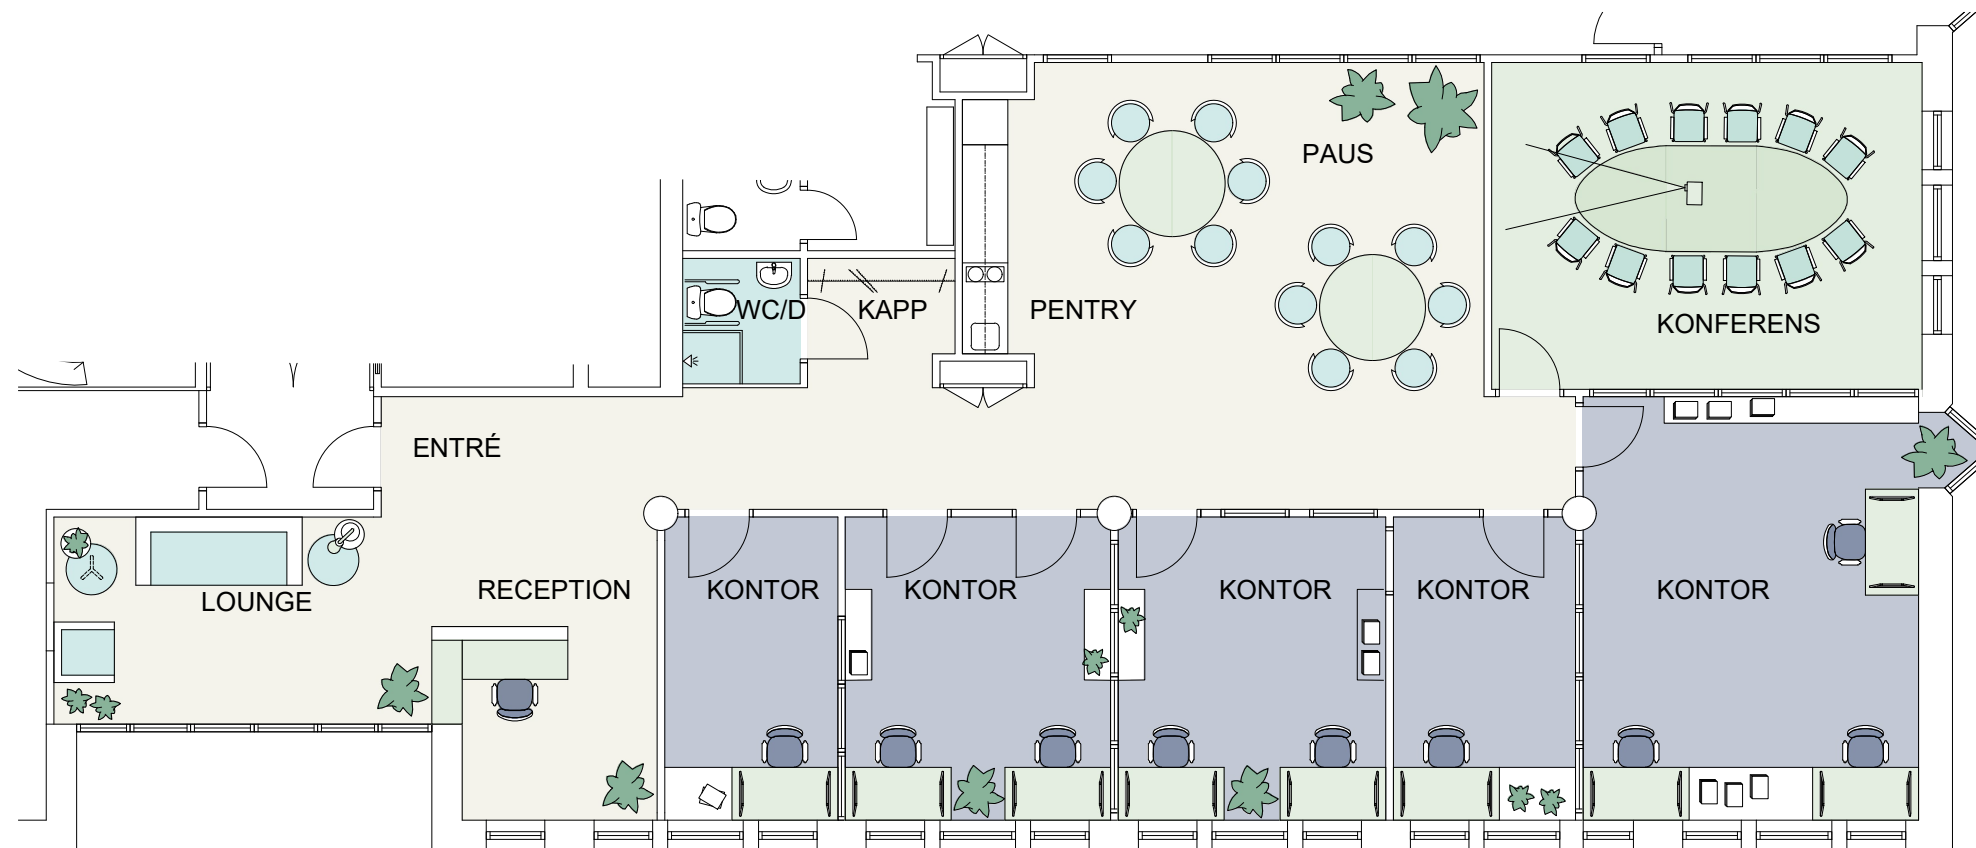 PAUS
WC/D
KAPP
PENTRY
KONFERENS
ENTRÉ
LOUNGE
RECEPTION
KONTOR
KONTOR
KONTOR
KONTOR
KONTOR